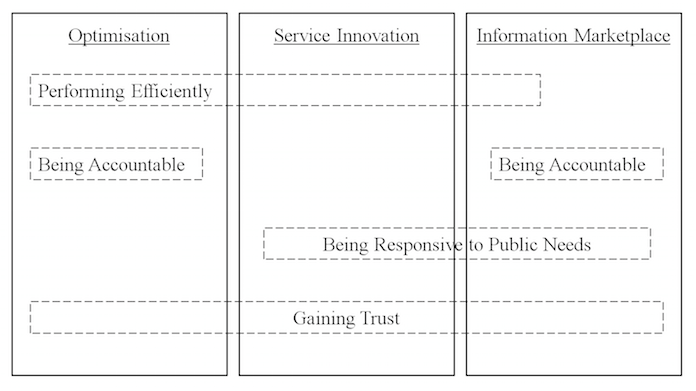 Optimisation
Service Innovation
Information Marketplace
Performing Efficiently
Being Accountable
Being Accountable
Being Responsive to Public Needs
Gaining Trust